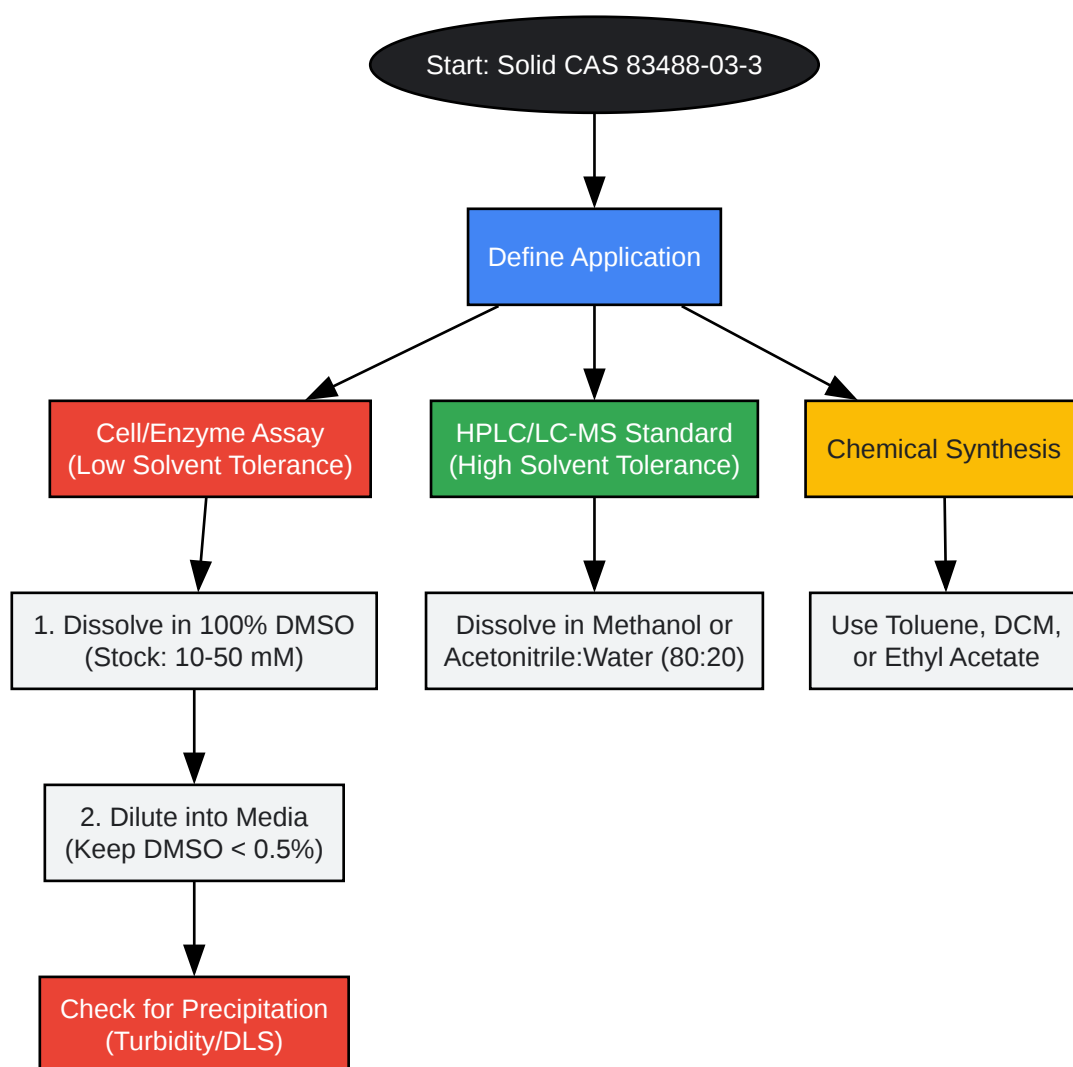 Start: Solid CAS 83488-03-3
Define Application
Cell/Enzyme Assay
(Low Solvent Tolerance)
HPLC/LC-MS Standard
(High Solvent Tolerance)
Chemical Synthesis
1. Dissolve in 100% DMSO
(Stock: 10-50 mM)
Dissolve in Methanol or
Acetonitrile:Water (80:20)
Use Toluene, DCM,
or Ethyl Acetate
2. Dilute into Media
(Keep DMSO < 0.5%)
Check for Precipitation
(Turbidity/DLS)